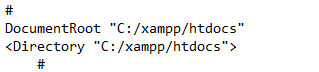 #
DocumentRoot "C:/xampp/htdocs"
<Directory "C:/xampp/htdocs">
    #